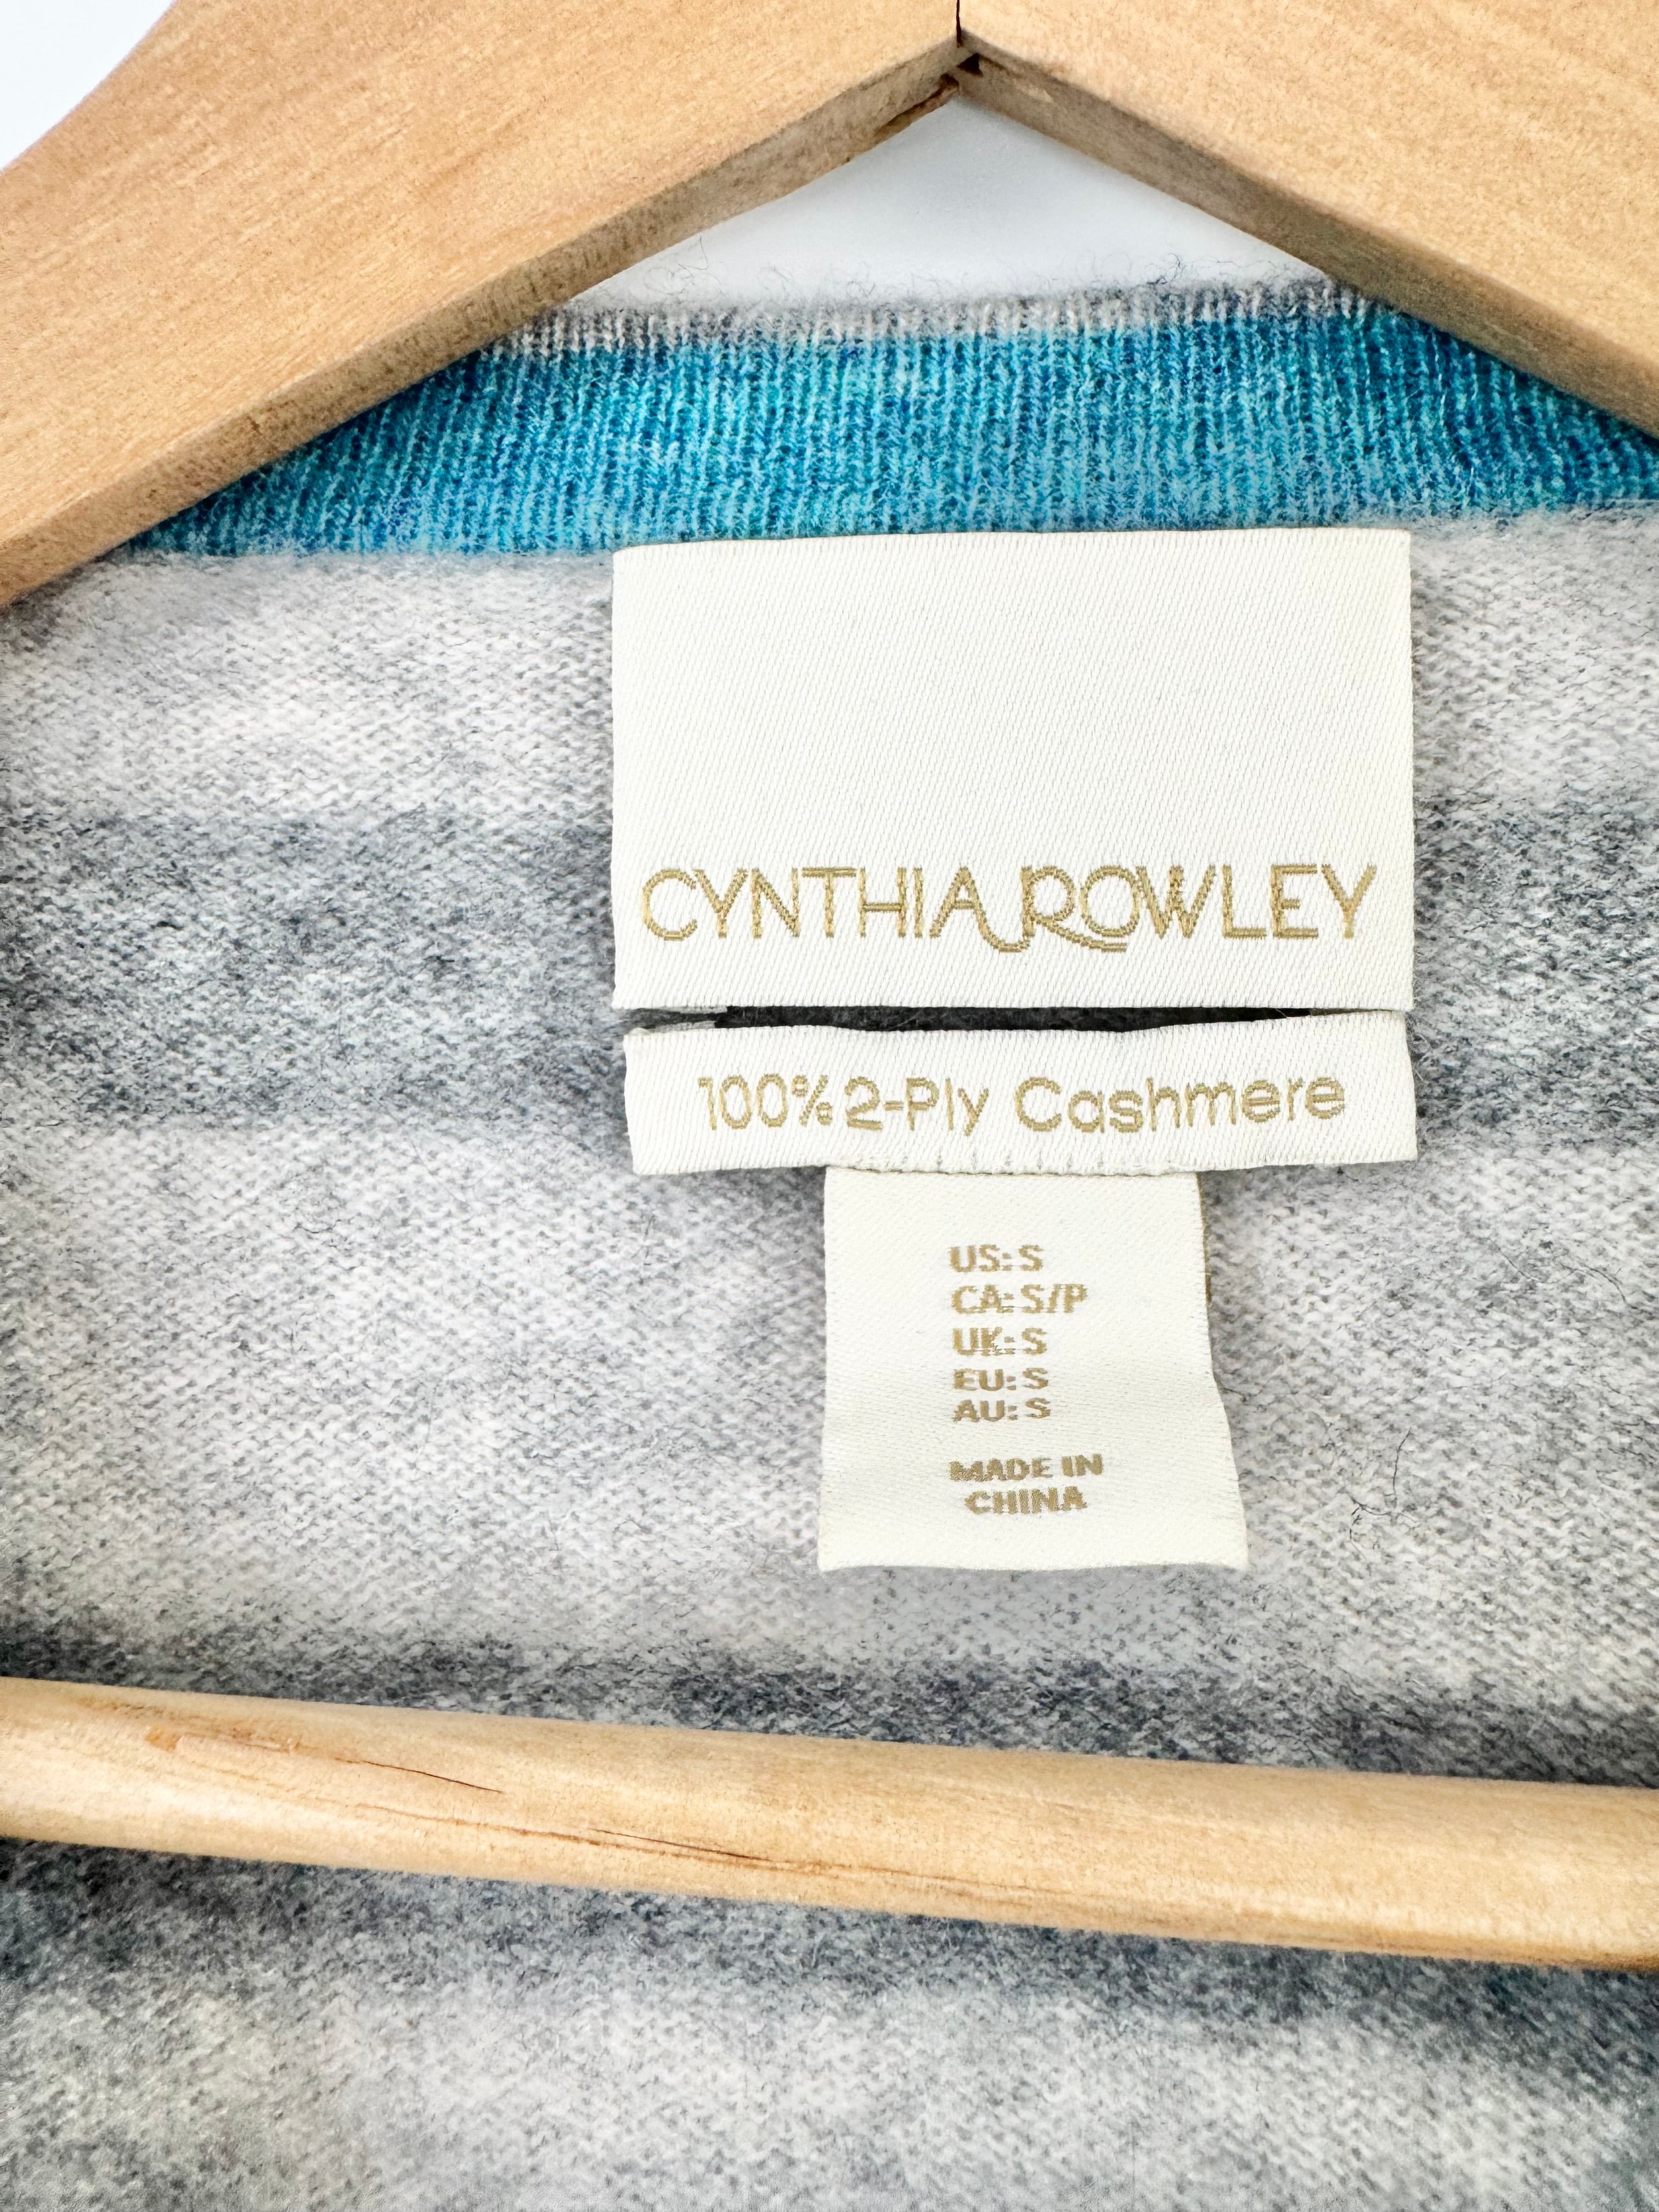 CYNTHIA ROWLEY
100% 2-Ply Cashmere
US: S
CA: S/P
UK: S
EU: S
AU: S
MADE IN
CHINA